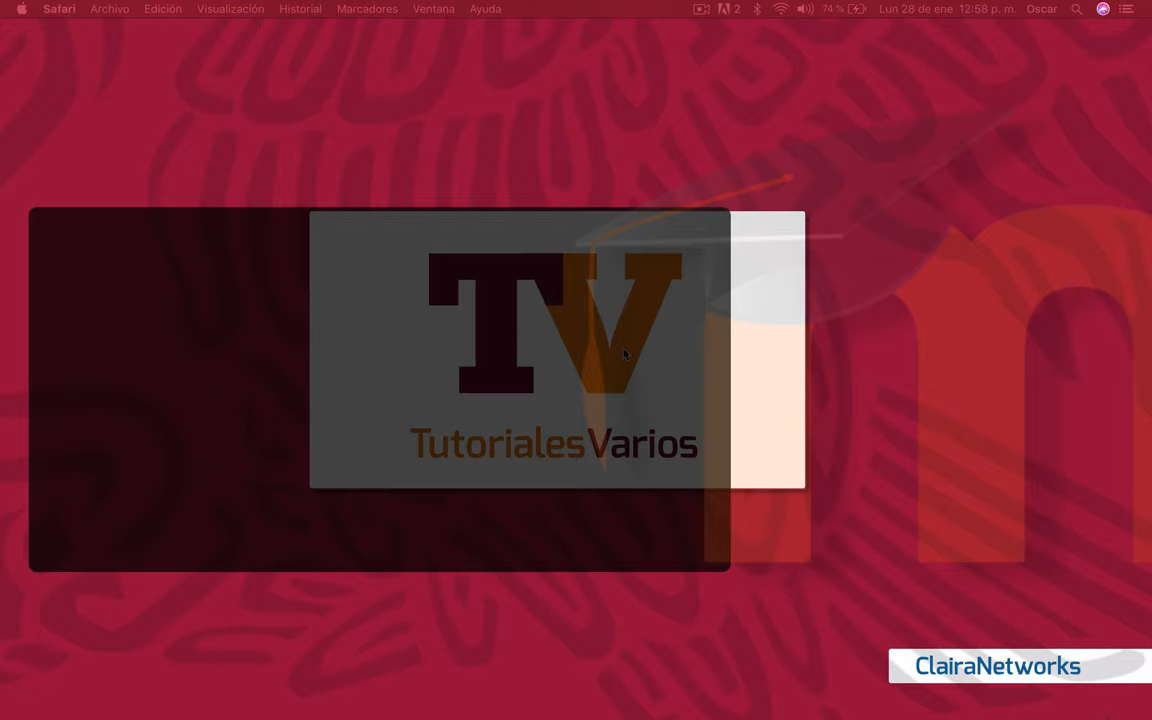 Safari Archivo Edición Visualización Historial Marcadores Ventana Ayuda 2 74 % Lun 28 de ene 12:58 p. m. Oscar
TV
TutorialesVarios
m
ClairaNetworks